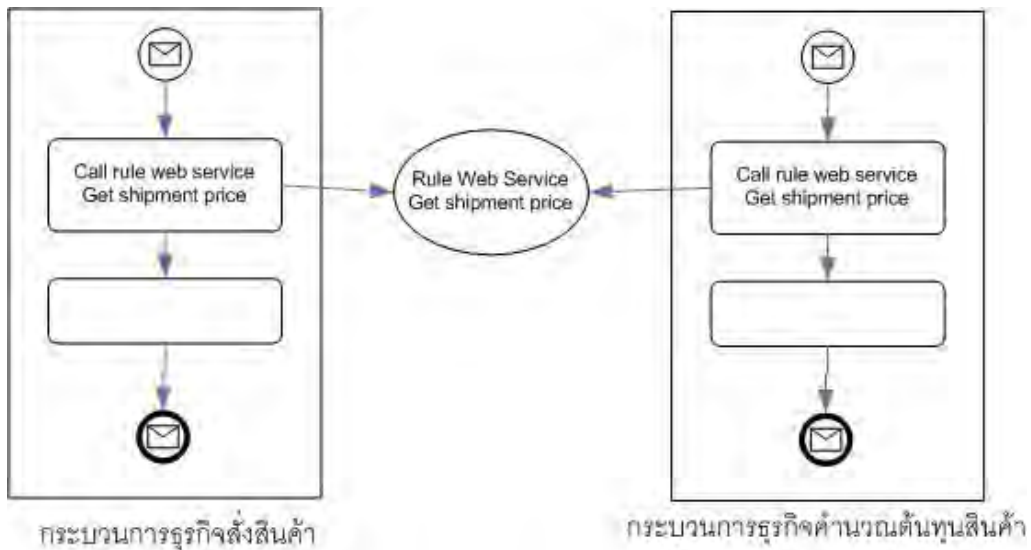 Call rule web service
Get shipment price
Rule Web Service
Get shipment price
Call rule web service
Get shipment price
กระบวนการธุรกิจสั่งสินค้า
กระบวนการธุรกิจคำนวณต้นทุนสินค้า